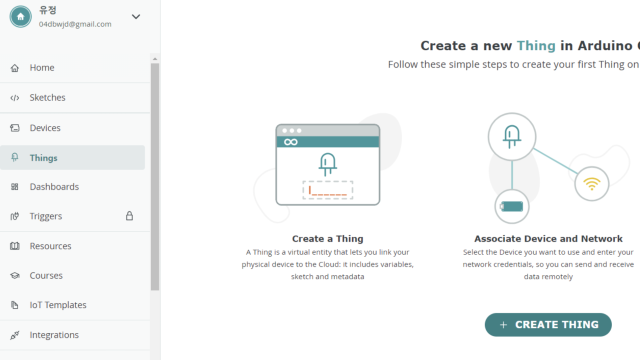 유정
04dbwjd@gmail.com
Home
Sketches
Devices
Things
Dashboards
Triggers
Resources
Courses
IoT Templates
Integrations
Create a new Thing in Arduino
Follow these simple steps to create your first Thing on
Create a Thing
A Thing is a virtual entity that lets you link your
physical device to the Cloud: it includes variables,
sketch and metadata
Associate Device and Network
Select the Device you want to use and enter your
network credentials, so you can send and receive
data remotely
+ CREATE THING